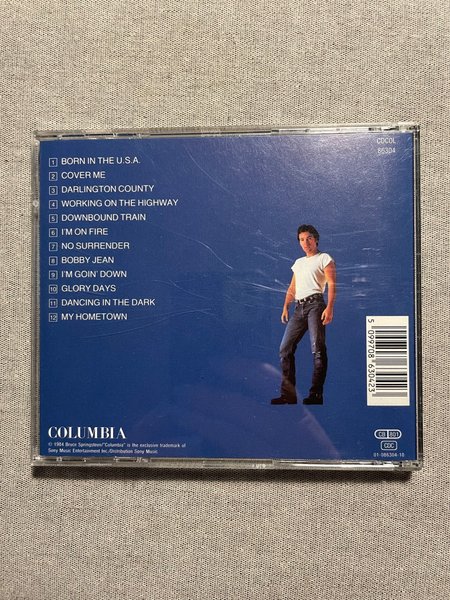 CDCOL
86304
1 BORN IN THE U.S.A.
2 COVER ME
3 DARLINGTON COUNTY
4 WORKING ON THE HIGHWAY
5 DOWNBOUND TRAIN
6 I'M ON FIRE
7 NO SURRENDER
8 BOBBY JEAN
9 I'M GOIN' DOWN
10 GLORY DAYS
11 DANCING IN THE DARK
12 MY HOMETOWN
5 099708 630423
COLUMBIA
© 1984 Bruce Springsteen/"Columbia" is the exclusive trademark of
Sony Music Entertainment Inc./Distribution Sony Music.
CDC
01-086304-10